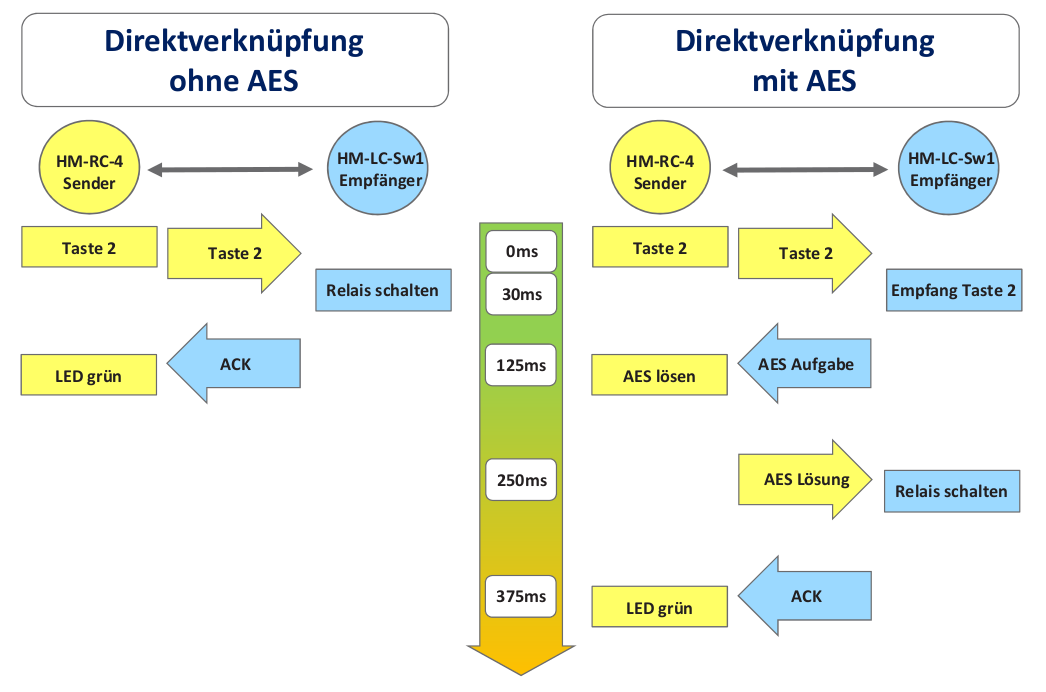 Direktverknüpfung
ohne AES
HM-RC-4
Sender
HM-LC-Sw1
Empfänger
Taste 2
Taste 2
Relais schalten
LED grün
ACK
0ms
30ms
125ms
250ms
375ms
Direktverknüpfung
mit AES
HM-RC-4
Sender
HM-LC-Sw1
Empfänger
Taste 2
Taste 2
Empfang Taste 2
AES lösen
AES Aufgabe
AES Lösung
Relais schalten
LED grün
ACK